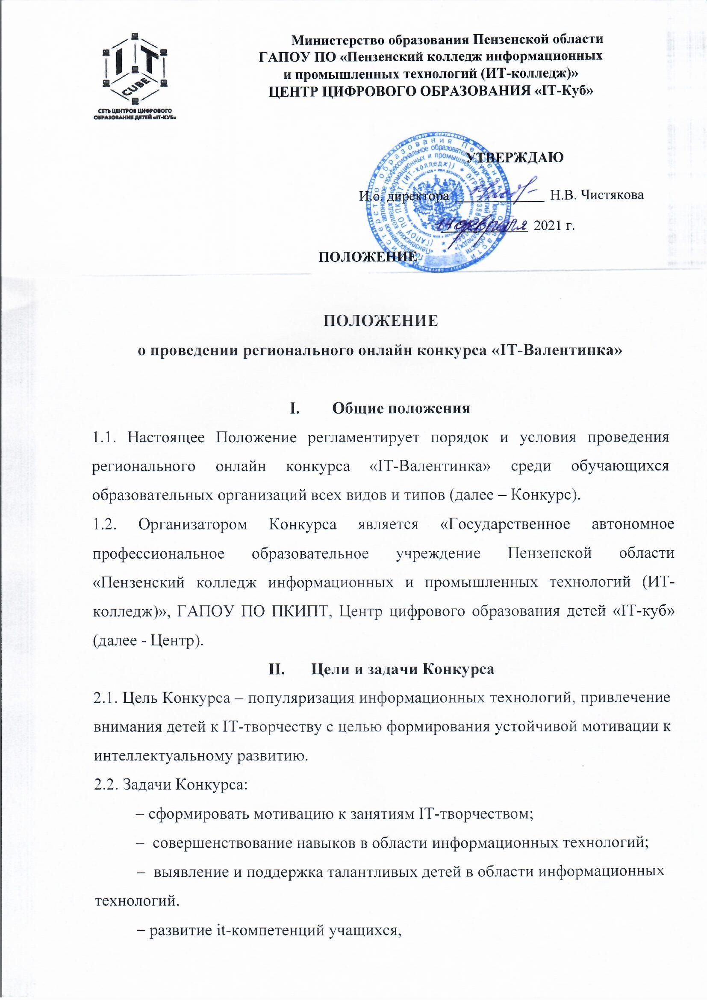 I T
CUBE
СЕТЬ ЦЕНТРОВ ЦИФРОВОГО
ОБРАЗОВАНИЯ ДЕТЕЙ «IT-КУБ»
Министерство образования Пензенской области
ГАПОУ ПО «Пензенский колледж информационных
и промышленных технологий (ИТ-колледж)»
ЦЕНТР ЦИФРОВОГО ОБРАЗОВАНИЯ «IT-Куб»
УТВЕРЖДАЮ
И.о. директора Н.В. Чистякова
14 февраля 2021 г.
ПОЛОЖЕНИЕ
ПОЛОЖЕНИЕ
о проведении регионального онлайн конкурса «IT-Валентинка»
I. Общие положения
1.1. Настоящее Положение регламентирует порядок и условия проведения
регионального онлайн конкурса «IT-Валентинка» среди обучающихся
образовательных организаций всех видов и типов (далее – Конкурс).
1.2. Организатором Конкурса является «Государственное автономное
профессиональное образовательное учреждение Пензенской области
«Пензенский колледж информационных и промышленных технологий (ИТ-
колледж)», ГАПОУ ПО ПКИПТ, Центр цифрового образования детей «IT-куб»
(далее - Центр).
II. Цели и задачи Конкурса
2.1. Цель Конкурса – популяризация информационных технологий, привлечение
внимания детей к IT-творчеству с целью формирования устойчивой мотивации к
интеллектуальному развитию.
2.2. Задачи Конкурса:
– сформировать мотивацию к занятиям IT-творчеством;
– совершенствование навыков в области информационных технологий;
– выявление и поддержка талантливых детей в области информационных
технологий.
– развитие it-компетенций учащихся,